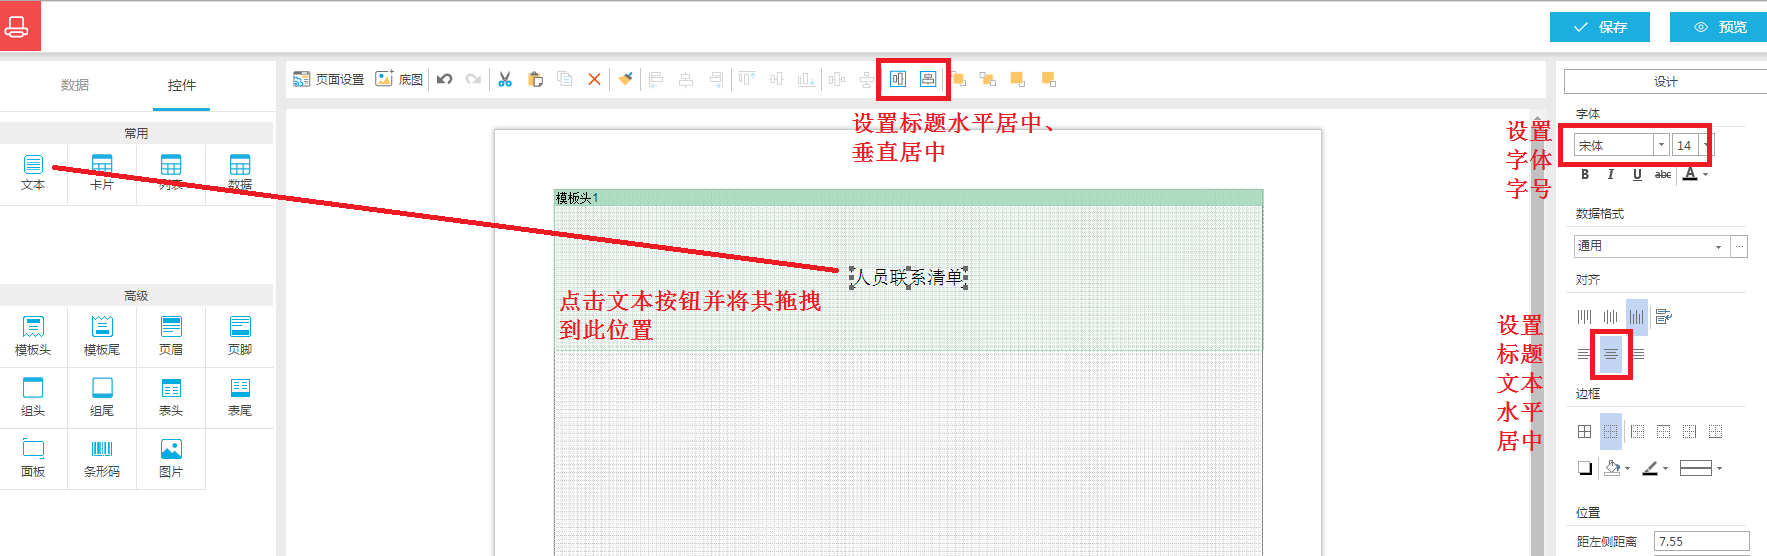 保存
预览
数据
控件
页面设置
底图
设计
常用
文本
卡片
列表
数据
高级
模板头
模板尾
页眉
页脚
组头
组尾
表头
表尾
面板
条形码
图片
设置标题水平居中、
垂直居中
模板头1
人员联系清单
点击文本按钮并将其拖拽
到此位置
设置
字体
字号
字体
宋体
14
B I U abc A
数据格式
通用
...
对齐
设置
标题
文本
水平
居中
边框
位置
距左侧距离
7.55